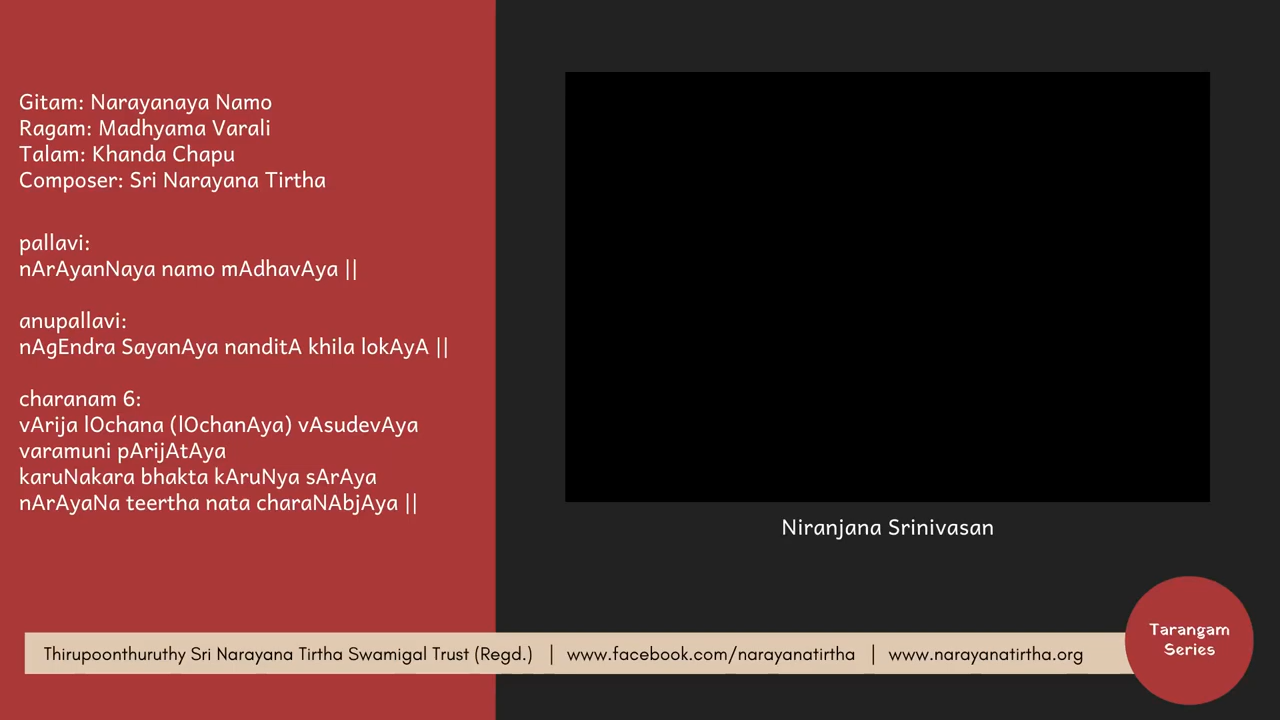 Gitam: Narayanaya Namo
Ragam: Madhyama Varali
Talam: Khanda Chapu
Composer: Sri Narayana Tirtha
pallavi:
nArAyanNaya namo mAdhavAya ||
anupallavi:
nAgEndra SayanAya nanditA khila lokAyA ||
charanam 6:
vArija lOchana (lOchanAya) vAsudevAya
varamuni pArijAtAya
karuNakara bhakta kAruNya sArAya
nArAyaNa teertha nata charaNAbjAya ||
Niranjana Srinivasan
Thirupoonthuruthy Sri Narayana Tirtha Swamigal Trust (Regd.) | www.facebook.com/narayanatirtha | www.narayanatirtha.org
Tarangam
Series